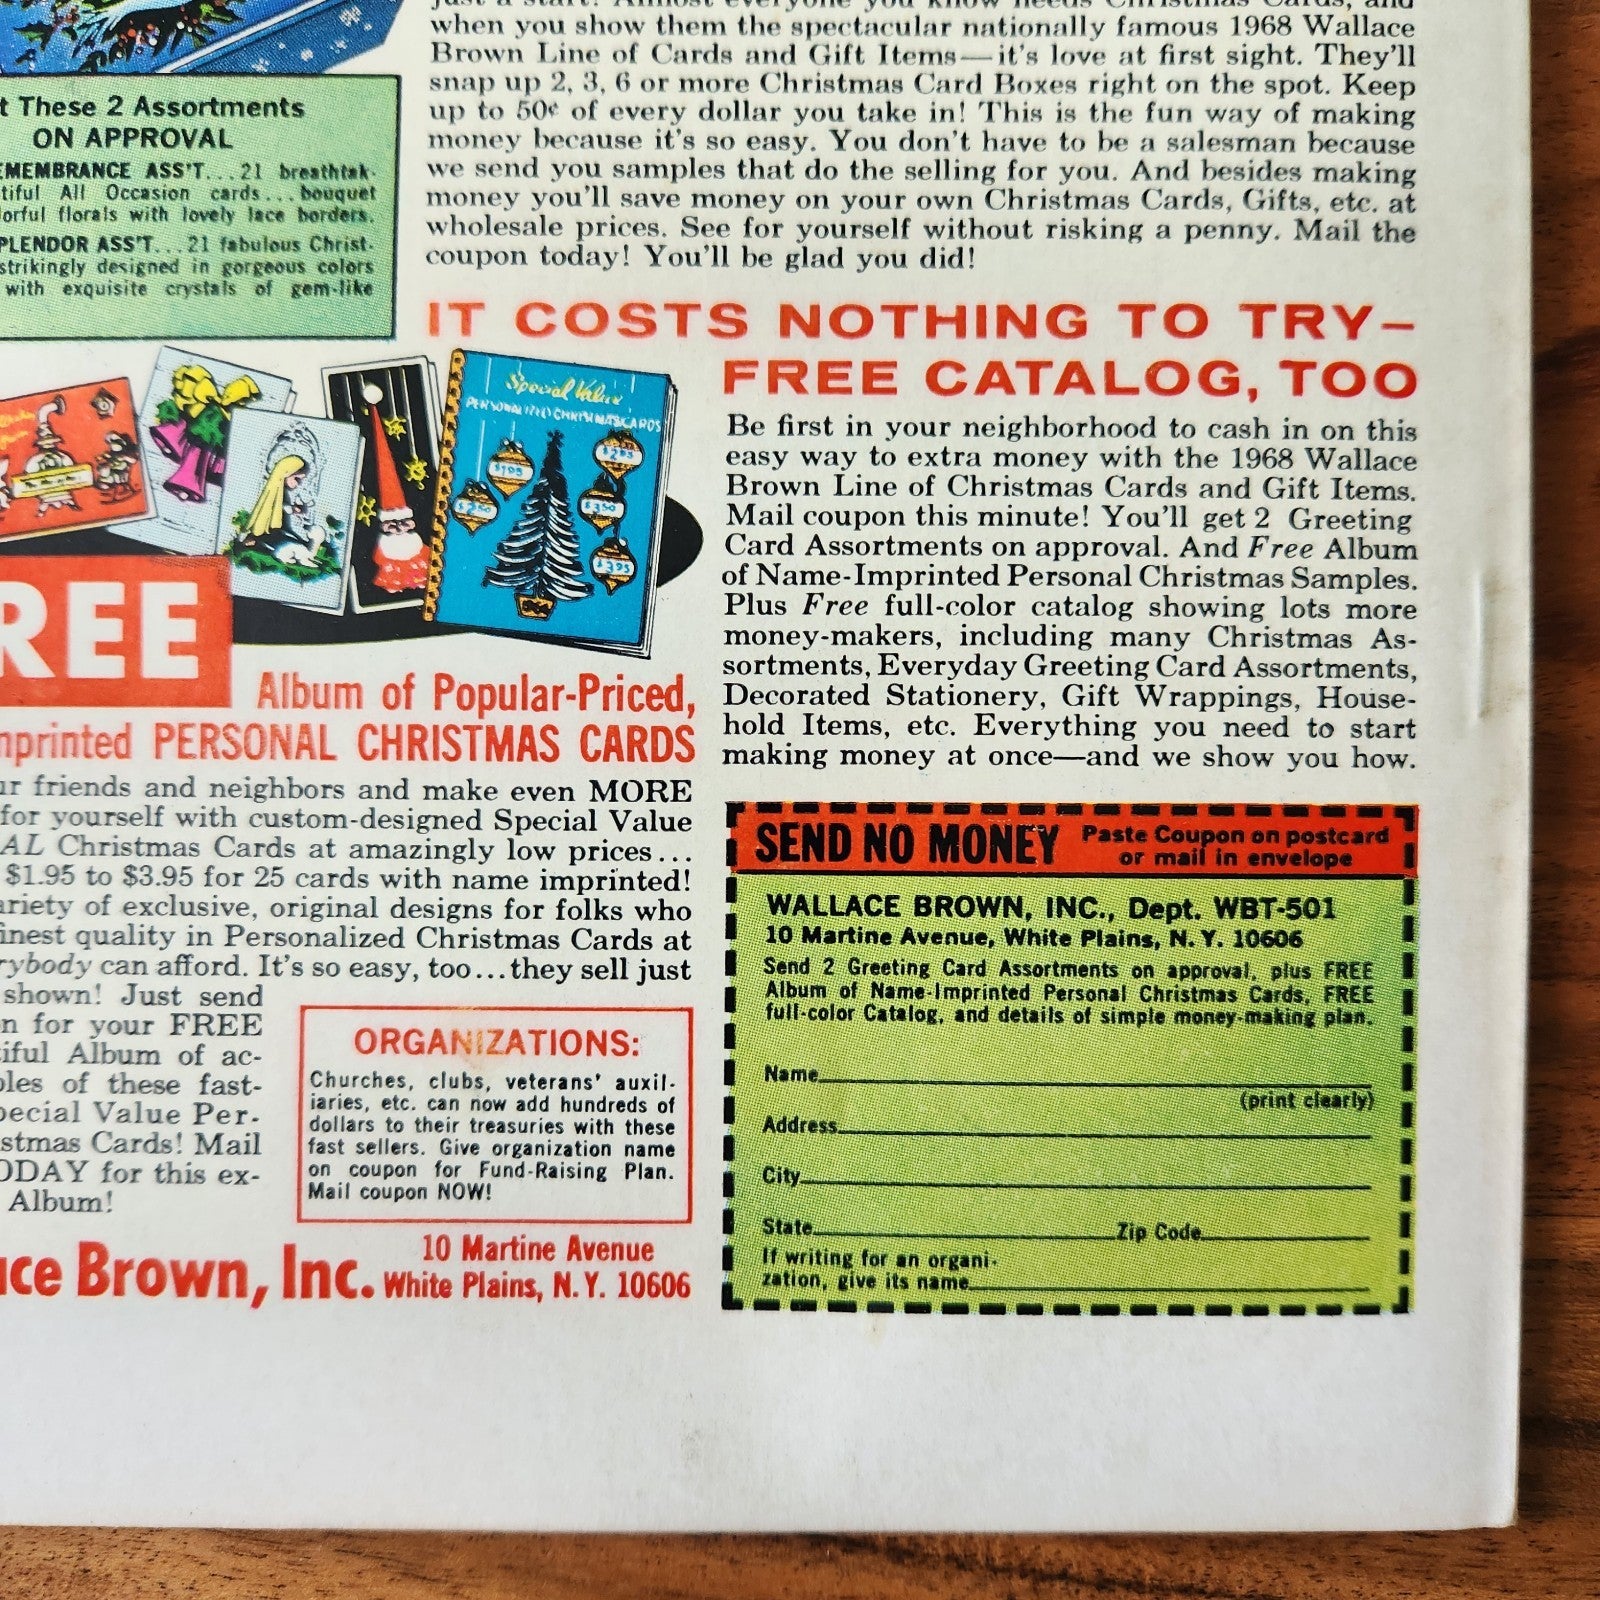 just a start! Almost everyone you know needs Christmas Cards, and
when you show them the spectacular nationally famous 1968 Wallace
Brown Line of Cards and Gift Items—it's love at first sight. They'll
snap up 2, 3, 6 or more Christmas Card Boxes right on the spot. Keep
up to 50¢ of every dollar you take in! This is the fun way of making
money because it's so easy. You don't have to be a salesman because
we send you samples that do the selling for you. And besides making
money you'll save money on your own Christmas Cards, Gifts, etc. at
wholesale prices. See for yourself without risking a penny. Mail the
coupon today! You'll be glad you did!
t These 2 Assortments
ON APPROVAL
EMEMBRANCE ASS'T...21 breathtak-
tiful All Occasion cards...bouquet
lorful florals with lovely lace borders.
PLENDOR ASS'T...21 fabulous Christ-
strikingly designed in gorgeous colors
with exquisite crystals of gem-like
IT COSTS NOTHING TO TRY—
FREE CATALOG, TOO
Special Value
PERSONALIZED CHRISTMAS CARDS
$1.95
$2.95
$2.50
$3.50
$3.95
Be first in your neighborhood to cash in on this
easy way to extra money with the 1968 Wallace
Brown Line of Christmas Cards and Gift Items.
Mail coupon this minute! You'll get 2 Greeting
Card Assortments on approval. And Free Album
of Name-Imprinted Personal Christmas Samples.
Plus Free full-color catalog showing lots more
money-makers, including many Christmas As-
sortments, Everyday Greeting Card Assortments,
Decorated Stationery, Gift Wrappings, House-
hold Items, etc. Everything you need to start
making money at once—and we show you how.
REE
Album of Popular-Priced,
mprinted PERSONAL CHRISTMAS CARDS
ur friends and neighbors and make even MORE
for yourself with custom-designed Special Value
AL Christmas Cards at amazingly low prices...
$1.95 to $3.95 for 25 cards with name imprinted!
ariety of exclusive, original designs for folks who
finest quality in Personalized Christmas Cards at
rybody can afford. It's so easy, too...they sell just
shown! Just send
n for your FREE
tiful Album of ac-
ples of these fast-
pecial Value Per-
stmas Cards! Mail
ODAY for this ex-
Album!
ORGANIZATIONS:
Churches, clubs, veterans' auxil-
iaries, etc. can now add hundreds of
dollars to their treasuries with these
fast sellers. Give organization name
on coupon for Fund-Raising Plan.
Mail coupon NOW!
ace Brown, Inc.
10 Martine Avenue
White Plains, N.Y. 10606
SEND NO MONEY
Paste Coupon on postcard
or mail in envelope
WALLACE BROWN, INC., Dept. WBT-501
10 Martine Avenue, White Plains, N.Y. 10606
Send 2 Greeting Card Assortments on approval, plus FREE
Album of Name-Imprinted Personal Christmas Cards, FREE
full-color Catalog, and details of simple money-making plan.
Name
(print clearly)
Address
City
State Zip Code
If writing for an organi-
zation, give its name